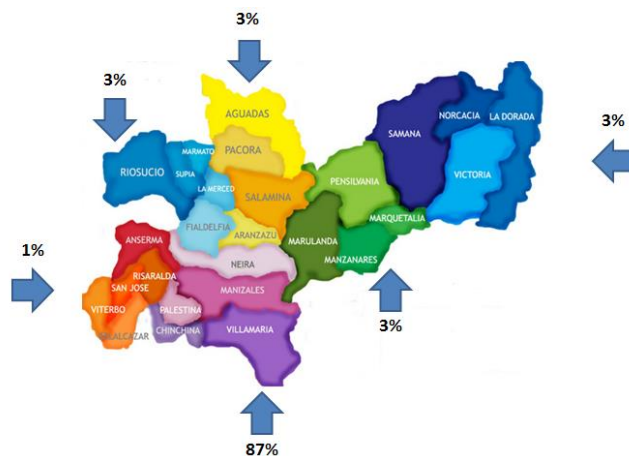 3%
3%
AGUADAS
NORCACIA
LA DORADA
3%
SAMANA
MARMATO
PACORA
RIOSUCIO
SUPIA
PENSILVANIA
VICTORIA
LA MERCED
SALAMINA
MARQUETALIA
FIALDELFIA
ARANZAZU
MARULANDA
ANSERMA
MANZANARES
1%
NEIRA
RISARALDA
SAN JOSE
MANIZALES
VITERBO
PALESTINA
3%
CHINCHINA
VILLAMARIA
87%